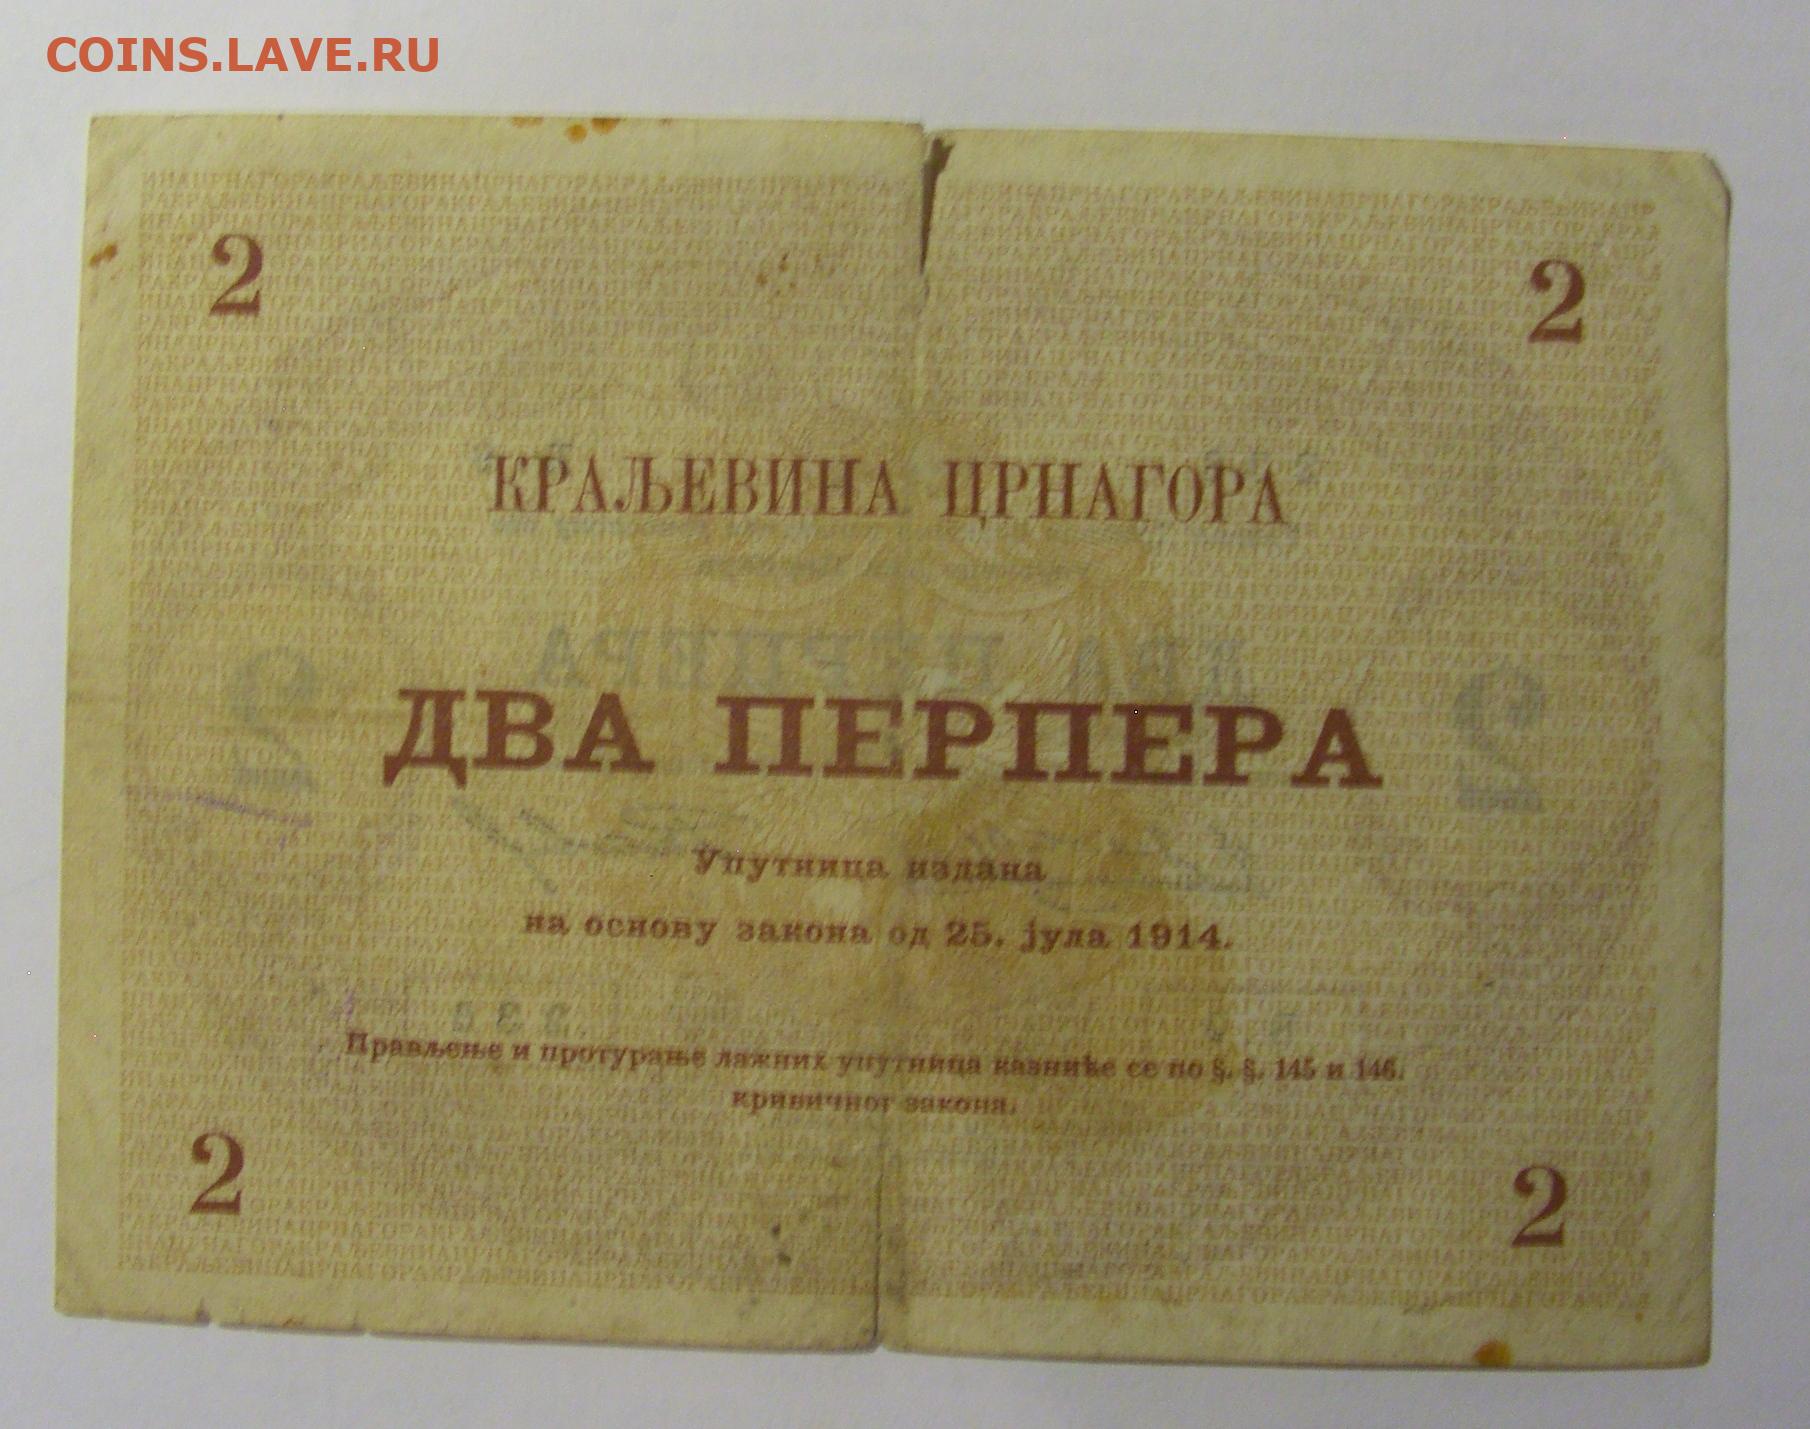 COINS.LAVE.RU
2 2
КРАЉЕВИНА ЦРНАГОРА
ДВА ПЕРПЕРА
Упутница издана
на основу закона од 25. јула 1914.
Прављење и протурање лажних упутница казниће се по §. §. 145 и 146.
кривичног закона.
2 2